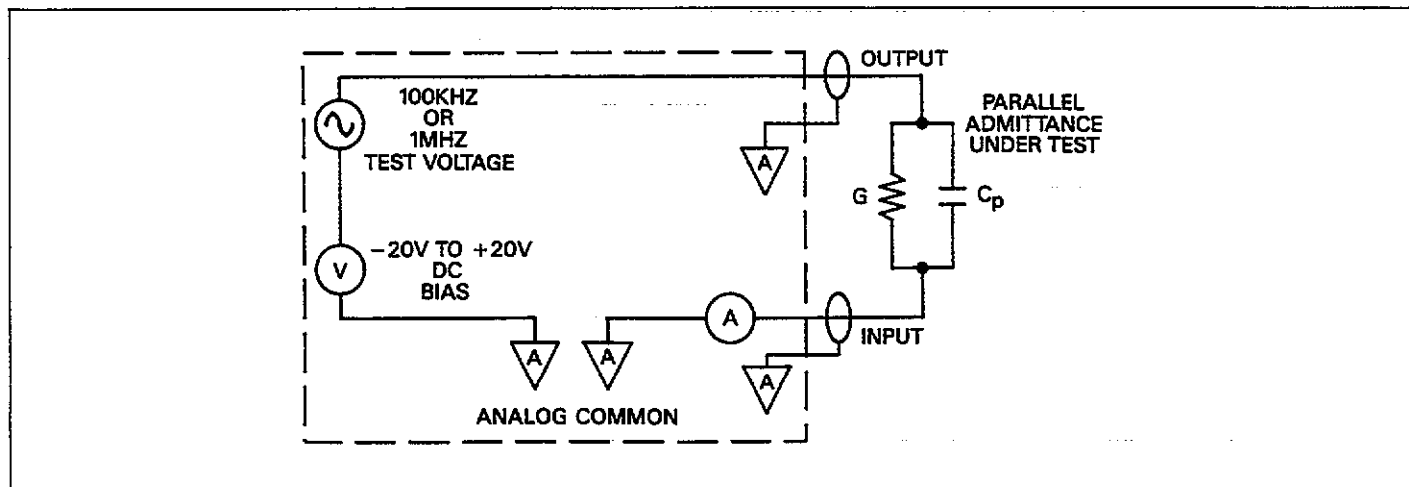 OUTPUT
100KHZ
OR
1MHZ
TEST VOLTAGE
PARALLEL
ADMITTANCE
UNDER TEST
A
G
Cp
−20V TO +20V
DC
BIAS
V
A
INPUT
A
A
A
ANALOG COMMON